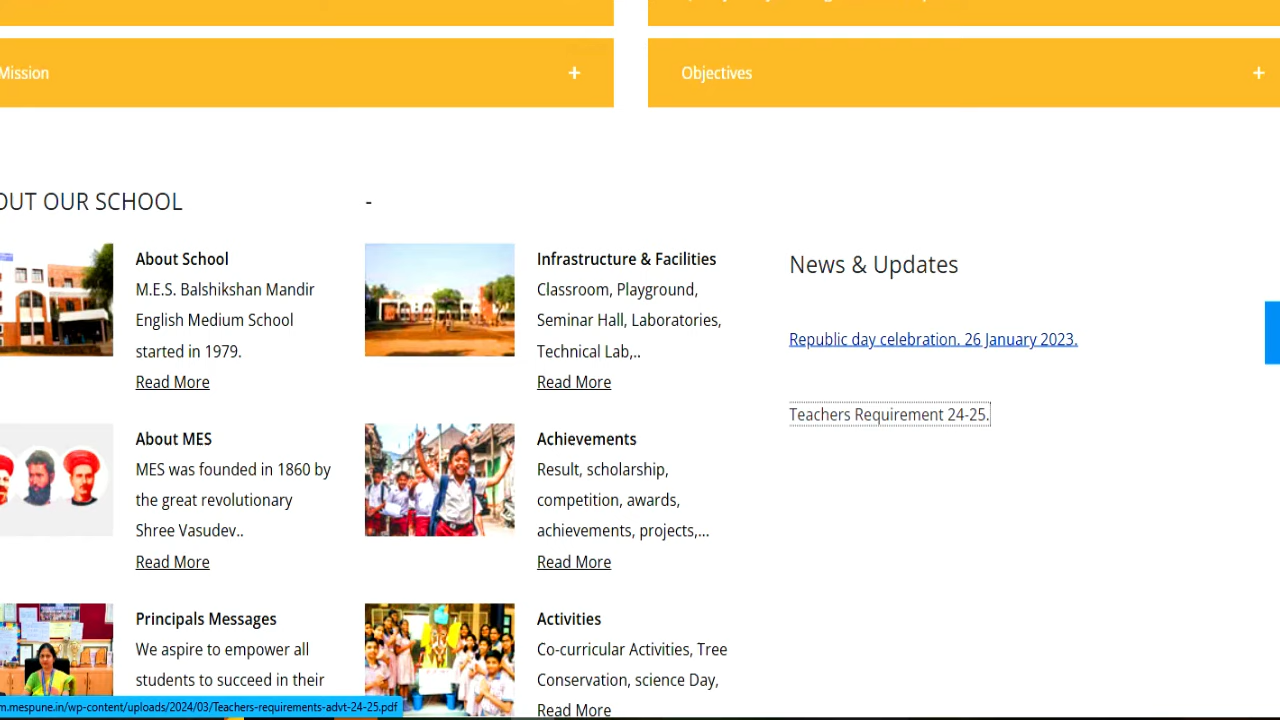 Mission +
Objectives +
OUT OUR SCHOOL
-
About School
M.E.S. Balshikshan Mandir
English Medium School
started in 1979.
Read More
Infrastructure & Facilities
Classroom, Playground,
Seminar Hall, Laboratories,
Technical Lab,..
Read More
News & Updates
Republic day celebration. 26 January 2023.
Teachers Requirement 24-25.
About MES
MES was founded in 1860 by
the great revolutionary
Shree Vasudev..
Read More
Achievements
Result, scholarship,
competition, awards,
achievements, projects,...
Read More
Principals Messages
We aspire to empower all
students to succeed in their
Activities
Co-curricular Activities, Tree
Conservation, science Day,
Read More
m.mespune.in/wp-content/uploads/2024/03/Teachers-requirements-advt-24-25.pdf